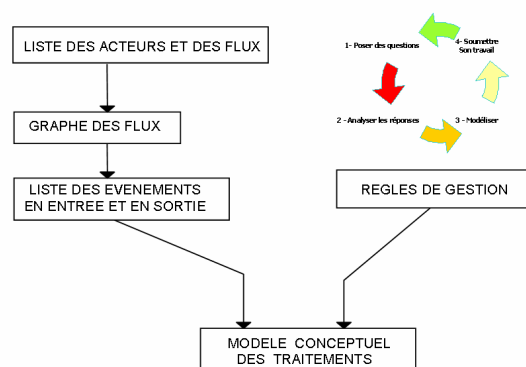 LISTE DES ACTEURS ET DES FLUX
1- Poser des questions
4- Soumettre
Son travail
GRAPHE DES FLUX
2 - Analyser les réponses
3 - Modéliser
LISTE DES EVENEMENTS
EN ENTREE ET EN SORTIE
REGLES DE GESTION
MODELE CONCEPTUEL
DES TRAITEMENTS